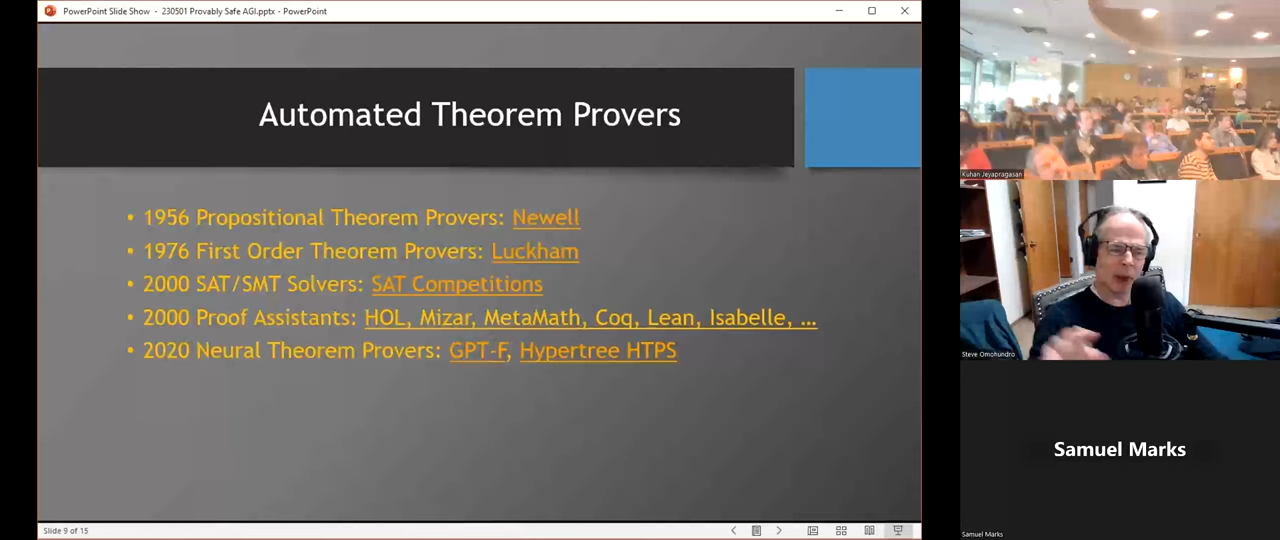 PowerPoint Slide Show - 230501 Provably Safe AGI.pptx - PowerPoint
Automated Theorem Provers
• 1956 Propositional Theorem Provers: Newell
• 1976 First Order Theorem Provers: Luckham
• 2000 SAT/SMT Solvers: SAT Competitions
• 2000 Proof Assistants: HOL, Mizar, MetaMath, Coq, Lean, Isabelle, …
• 2020 Neural Theorem Provers: GPT-F, Hypertree HTPS
Slide 9 of 15
Kuhan Jeyapragasan
Steve Omohundro
Samuel Marks
Samuel Marks